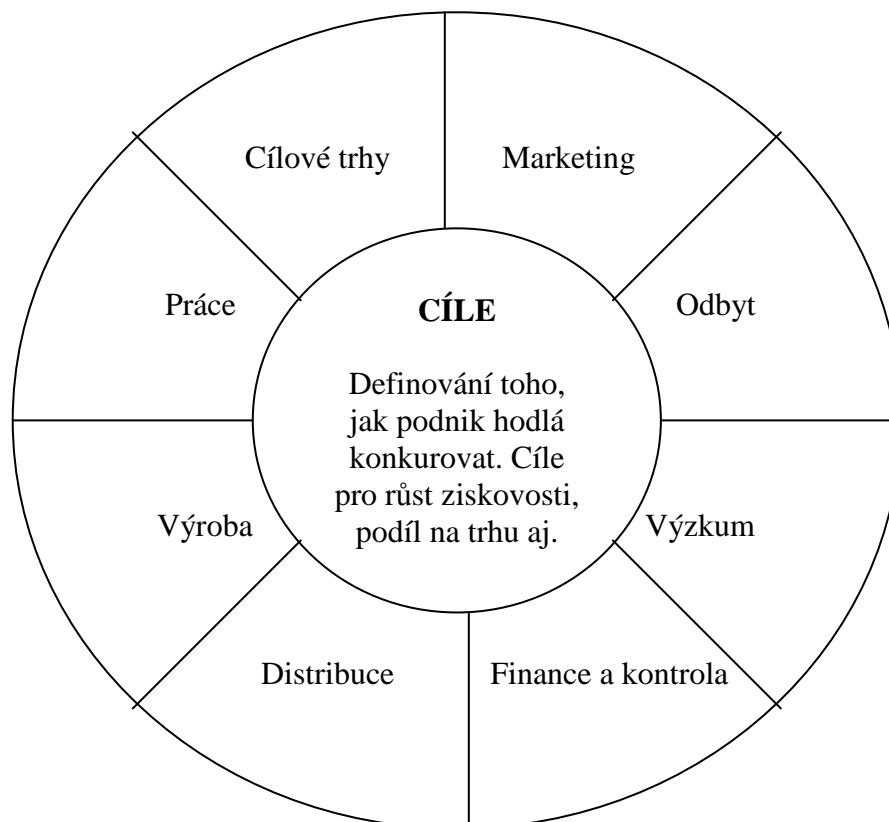 Cílové trhy
Marketing
Práce
Odbyt
CÍLE
Definování toho,
jak podnik hodlá
konkurovat. Cíle
pro růst ziskovosti,
podíl na trhu aj.
Výroba
Výzkum
Distribuce
Finance a kontrola